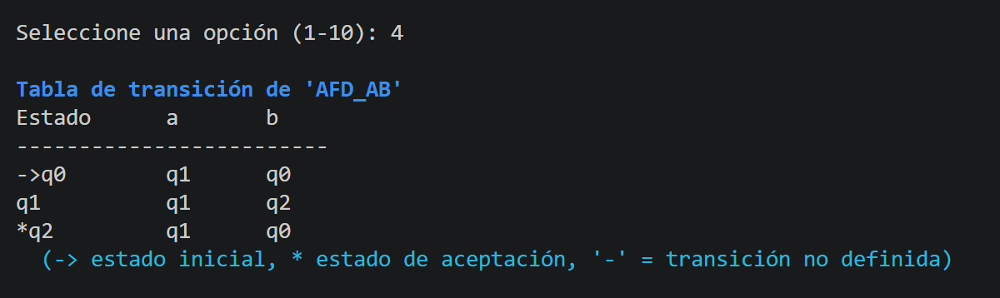 Seleccione una opción (1-10): 4
Tabla de transición de 'AFD_AB'
Estado      a       b
-------------------------
->q0        q1      q0
q1          q1      q2
*q2         q1      q0
  (-> estado inicial, * estado de aceptación, '-' = transición no definida)